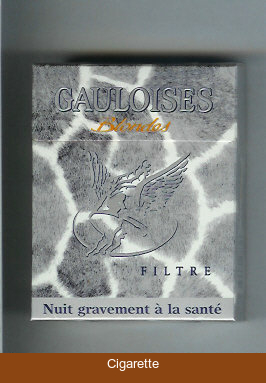 GAULOISES
Blondes
FILTRE
Nuit gravement à la santé
Cigarette